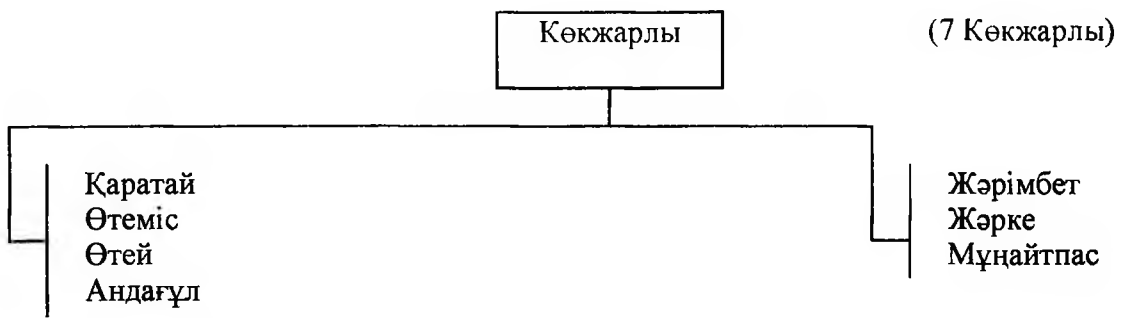 Көкжарлы
(7 Көкжарлы)
Қаратай
Өтеміс
Өтей
Андағұл
Жәрімбет
Жәрке
Мұңайтпас